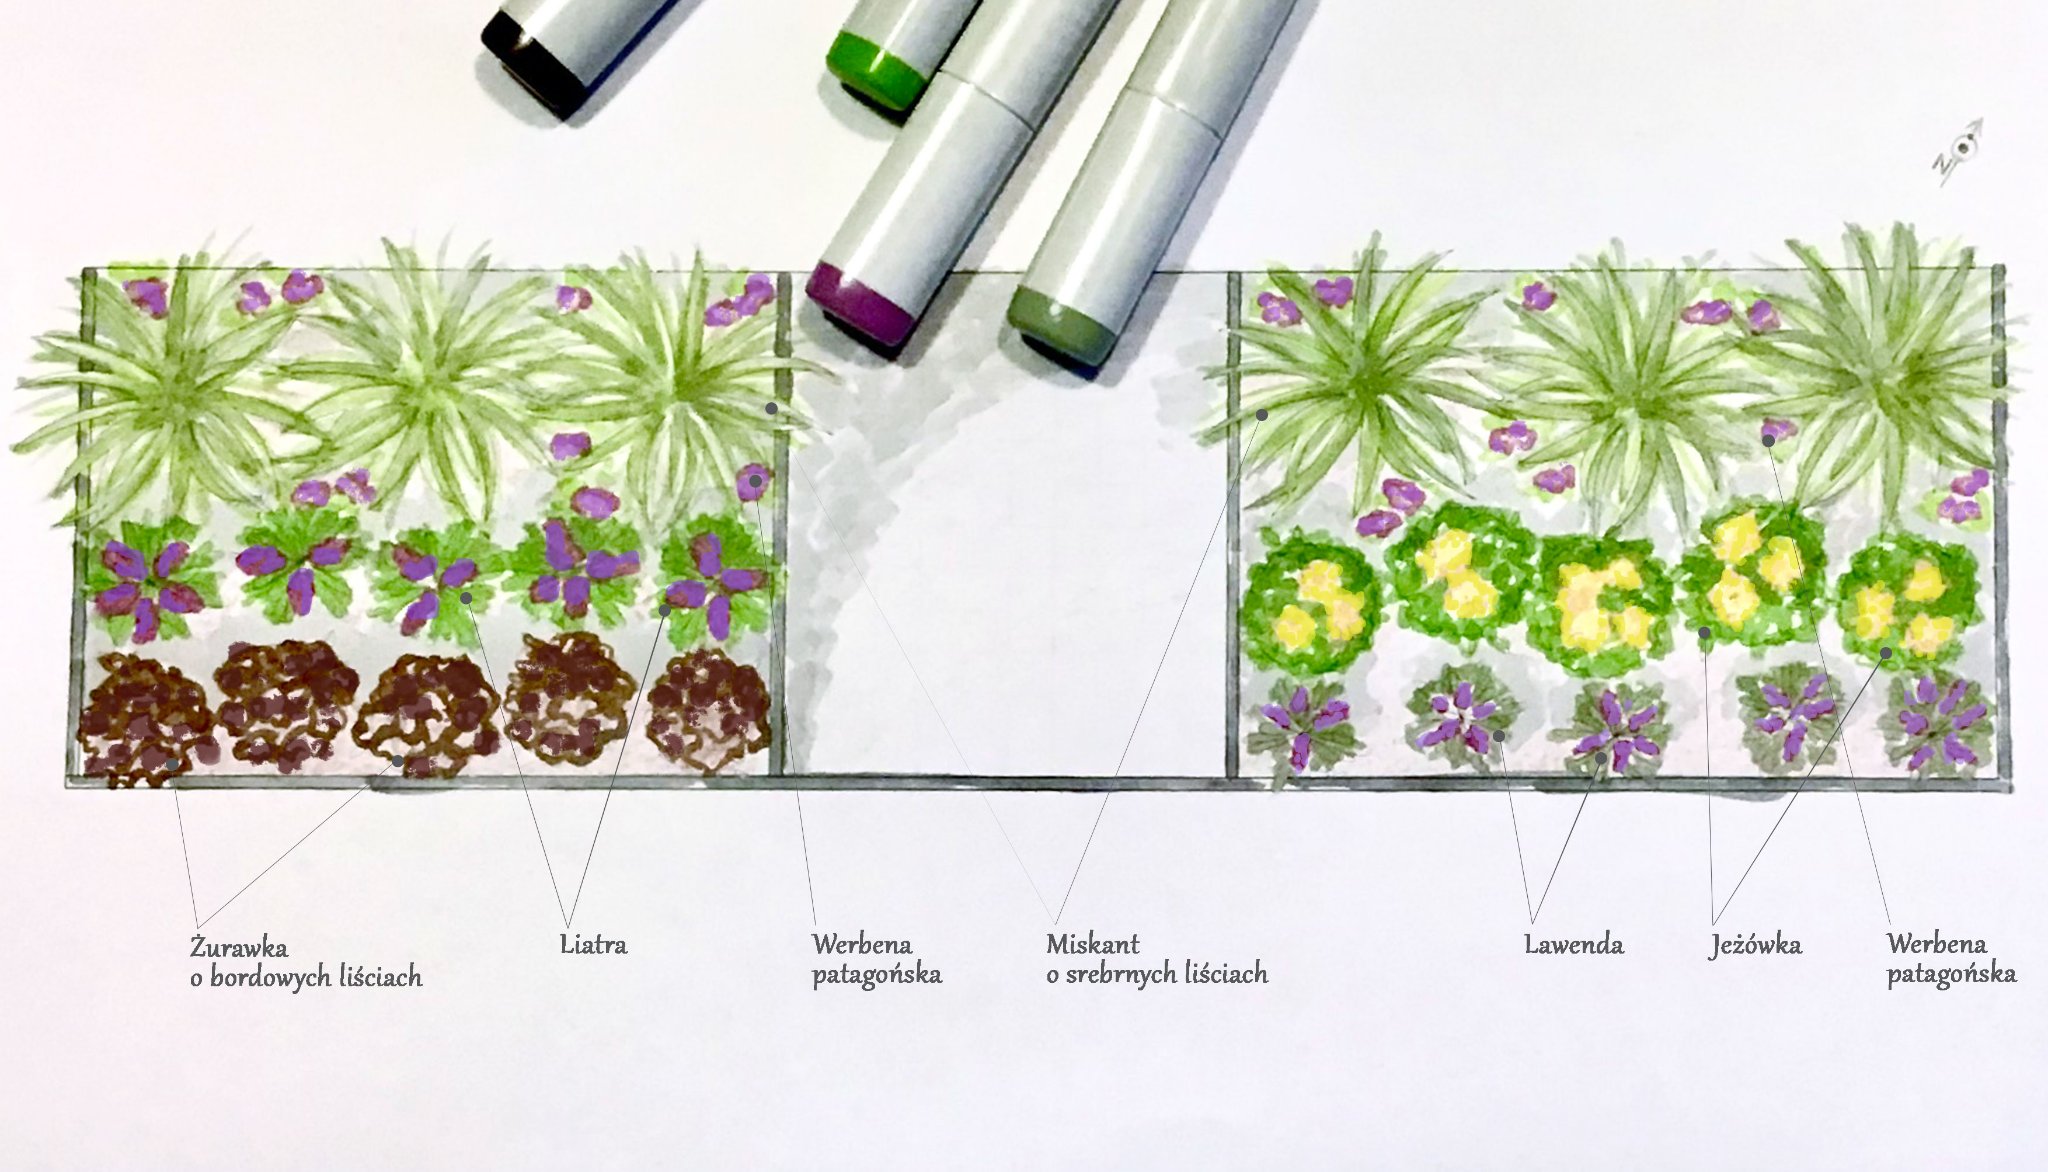 N
Żurawka
o bordowych liściach
Liatra
Werbena
patagońska
Miskant
o srebrnych liściach
Lawenda
Jeżówka
Werbena
patagońska